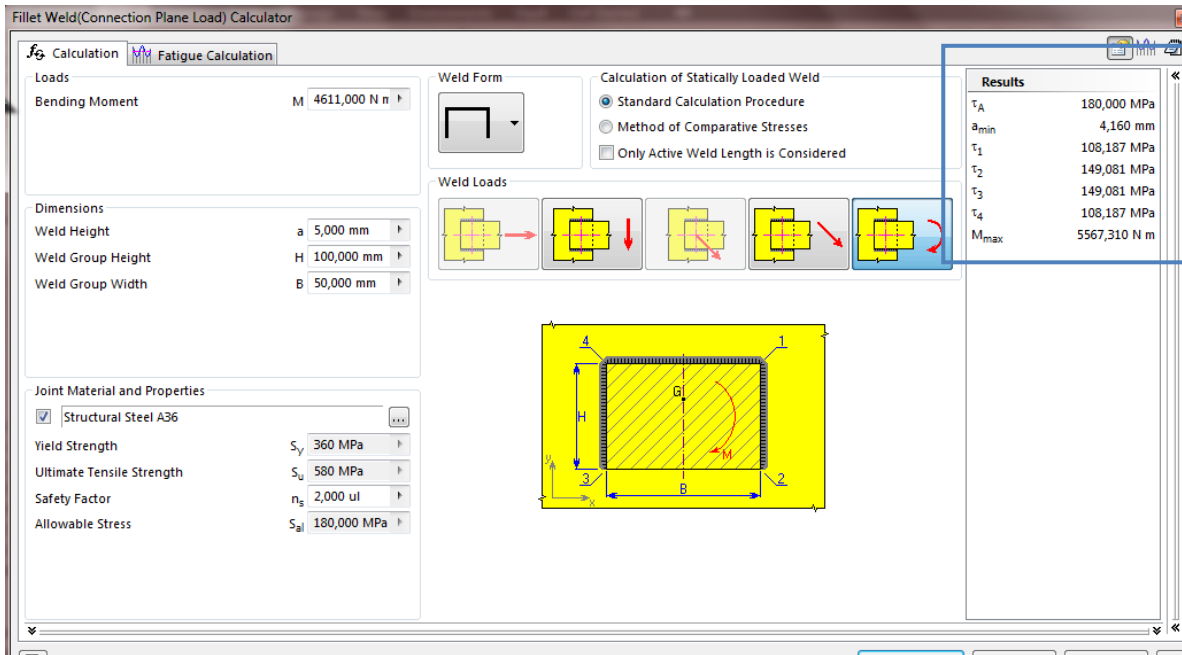 Fillet Weld(Connection Plane Load) Calculator
Calculation
Fatigue Calculation
Loads
Bending Moment M 4611,000 N m
Weld Form
Calculation of Statically Loaded Weld
Standard Calculation Procedure
Method of Comparative Stresses
Only Active Weld Length is Considered
Weld Loads
Dimensions
Weld Height a 5,000 mm
Weld Group Height H 100,000 mm
Weld Group Width B 50,000 mm
Joint Material and Properties
Structural Steel A36 ...
Yield Strength Sy 360 MPa
Ultimate Tensile Strength Su 580 MPa
Safety Factor ns 2,000 ul
Allowable Stress Sal 180,000 MPa
4 1
G
H
M
y
3 2
B
x
Results
τA 180,000 MPa
amin 4,160 mm
τ1 108,187 MPa
τ2 149,081 MPa
τ3 149,081 MPa
τ4 108,187 MPa
Mmax 5567,310 N m